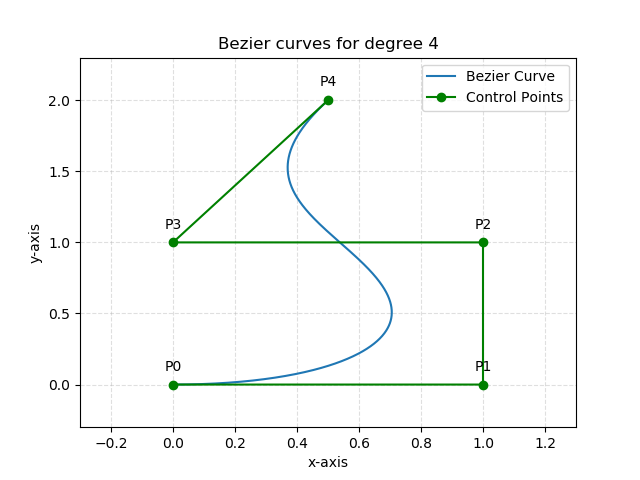 Bezier curves for degree 4
Bezier Curve
Control Points
P4
P3
P2
P0
P1
2.0
1.5
1.0
0.5
0.0
y-axis
−0.2 0.0 0.2 0.4 0.6 0.8 1.0 1.2
x-axis